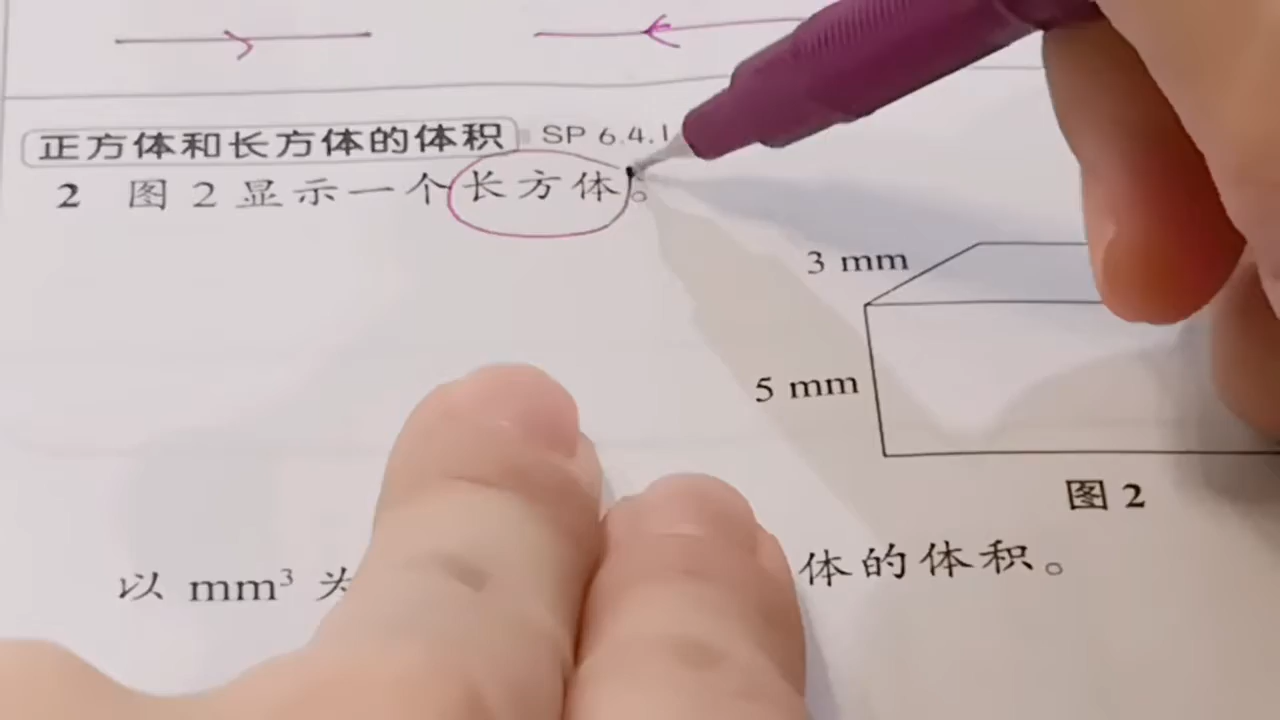 正方体和长方体的体积 SP 6.4.1
2 图 2 显示一个长方体。
3 mm
5 mm
图 2
以 mm³ 为 体的体积。